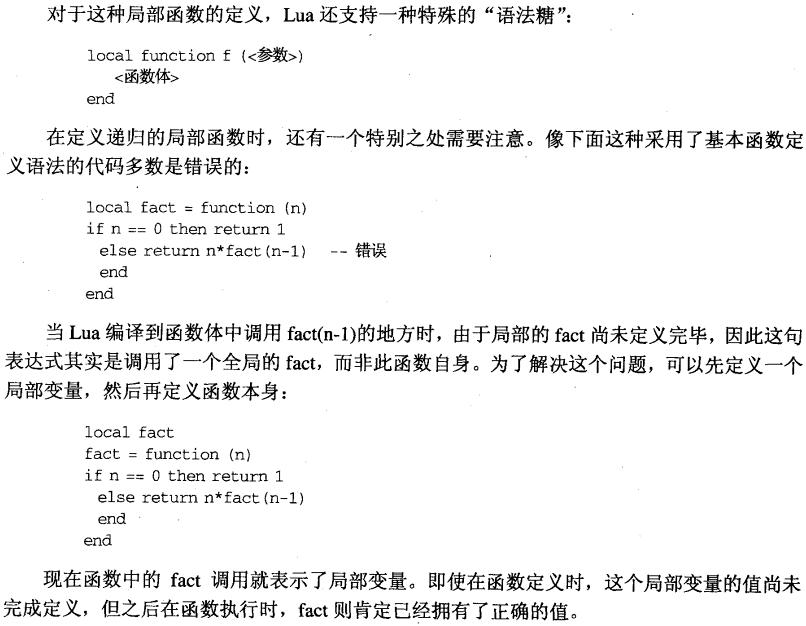 对于这种局部函数的定义，Lua 还支持一种特殊的“语法糖”：
local function f (<参数>)
<函数体>
end
在定义递归的局部函数时，还有一个特别之处需要注意。像下面这种采用了基本函数定
义语法的代码多数是错误的：
local fact = function (n)
if n == 0 then return 1
else return n*fact(n-1)   -- 错误
end
end
当 Lua 编译到函数体中调用 fact(n-1)的地方时，由于局部的 fact 尚未定义完毕，因此这句
表达式其实是调用了一个全局的 fact，而非此函数自身。为了解决这个问题，可以先定义一个
局部变量，然后再定义函数本身：
local fact
fact = function (n)
if n == 0 then return 1
else return n*fact(n-1)
end
end
现在函数中的 fact 调用就表示了局部变量。即使在函数定义时，这个局部变量的值尚未
完成定义，但之后在函数执行时，fact 则肯定已经拥有了正确的值。